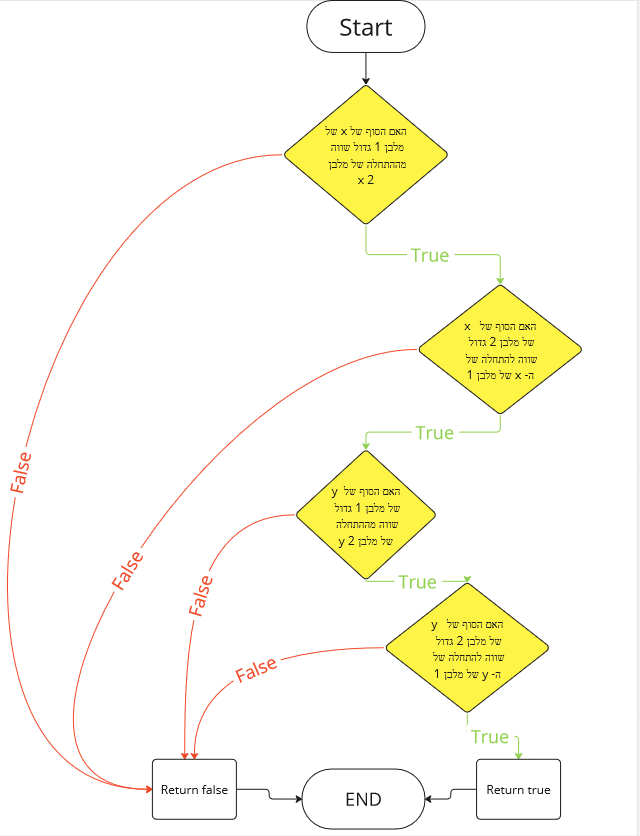 Start
האם הסוף של x של
מלבן 1 גדול שווה
מההתחלה של מלבן
x 2
True
האם הסוף של x
של מלבן 2 גדול
שווה להתחלה של
ה- x של מלבן 1
True
False
האם הסוף של y
של מלבן 1 גדול
שווה מההתחלה
של מלבן 2 y
False
True
False
האם הסוף של y
של מלבן 2 גדול
שווה להתחלה של
ה- y של מלבן 1
False
True
Return false
END
Return true